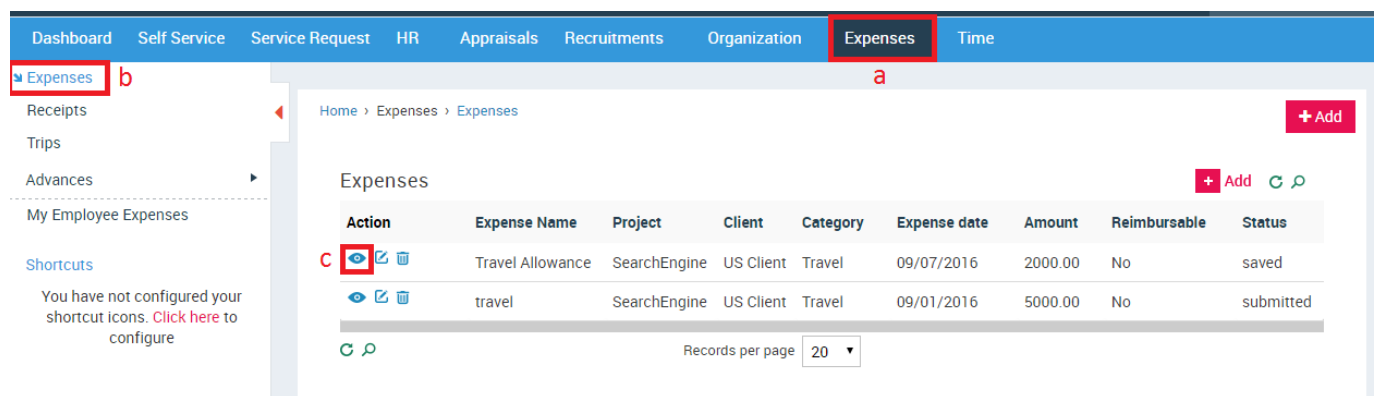 Dashboard Self Service Service Request HR Appraisals Recruitments Organization Expenses Time
a
Expenses b
Receipts
Trips
Advances
My Employee Expenses
Shortcuts
You have not configured your
shortcut icons. Click here to
configure
Home › Expenses › Expenses
+ Add
Expenses
+ Add
Action Expense Name Project Client Category Expense date Amount Reimbursable Status
c Travel Allowance SearchEngine US Client Travel 09/07/2016 2000.00 No saved
travel SearchEngine US Client Travel 09/01/2016 5000.00 No submitted
Records per page 20